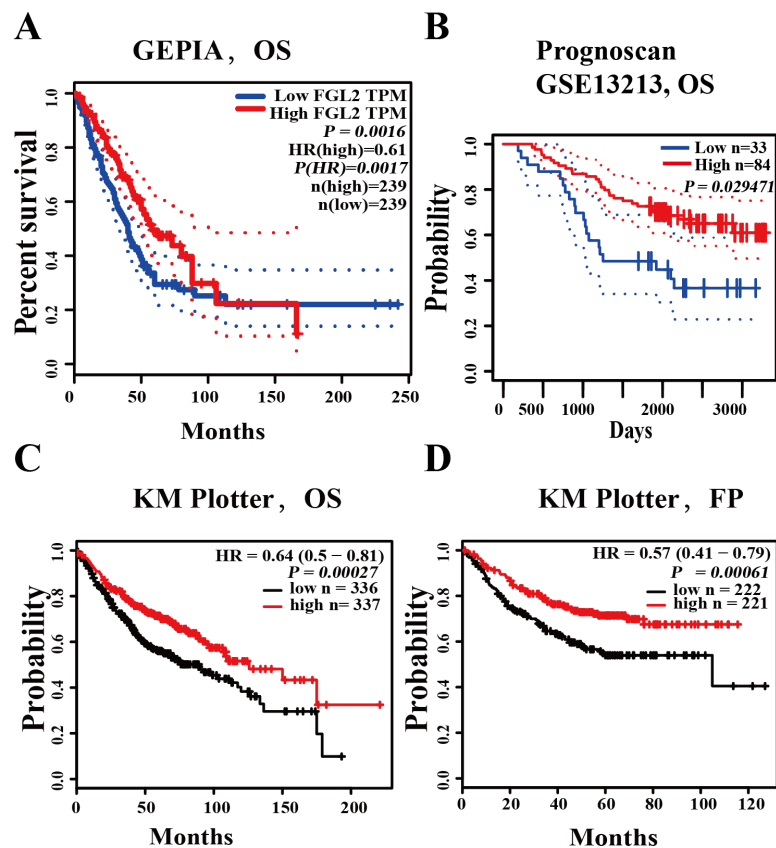 A
GEPIA, OS
Percent survival
0.0
0.2
0.4
0.6
0.8
1.0
Low FGL2 TPM
High FGL2 TPM
P = 0.0016
HR(high)=0.61
P(HR)=0.0017
n(high)=239
n(low)=239
0 50 100 150 200 250
Months
B
Prognoscan
GSE13213, OS
Probability
0.0
0.2
0.4
0.6
0.8
1.0
Low n=33
High n=84
P = 0.029471
0 500 1000 2000 3000
Days
C
KM Plotter, OS
Probability
0.0
0.2
0.4
0.6
0.8
1.0
HR = 0.64 (0.5 − 0.81)
P = 0.00027
low n = 336
high n= 337
0 50 100 150 200
Months
D
KM Plotter, FP
Probability
0.0
0.2
0.4
0.6
0.8
1.0
HR = 0.57 (0.41 − 0.79)
P = 0.00061
low n = 222
high n = 221
0 20 40 60 80 100 120
Months